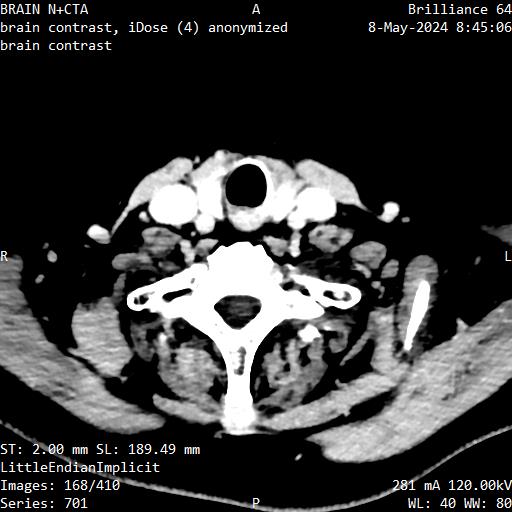 BRAIN N+CTA
A
Brilliance 64
brain contrast, iDose (4) anonymized
8-May-2024 8:45:06
brain contrast
R
L
ST: 2.00 mm SL: 189.49 mm
LittleEndianImplicit
Images: 168/410
281 mA 120.00kV
Series: 701
P
WL: 40 WW: 80